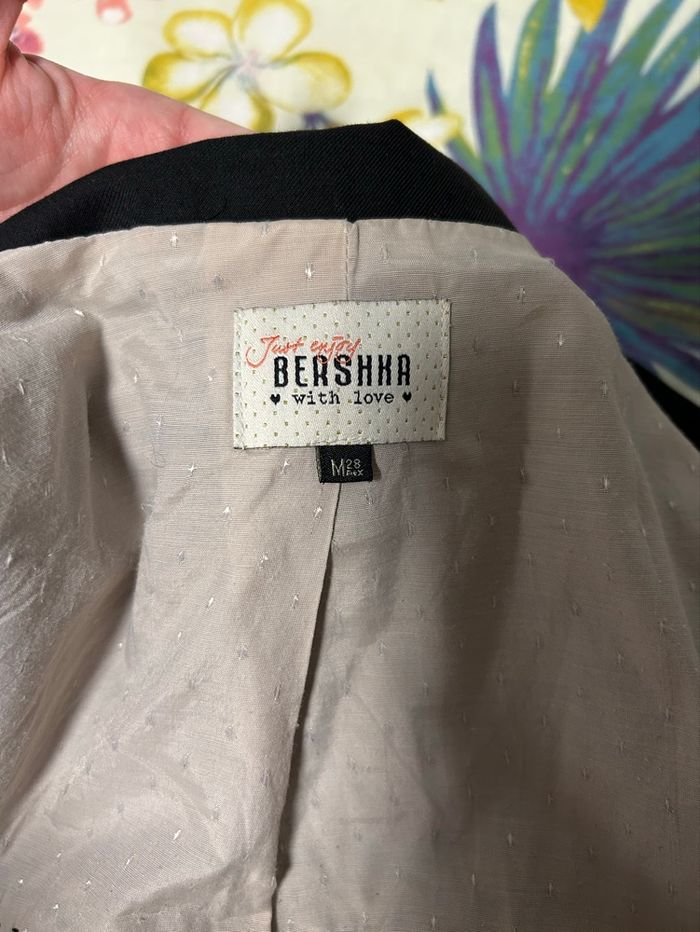 Just enjoy
BERSHKA
with love
M 28
MEX